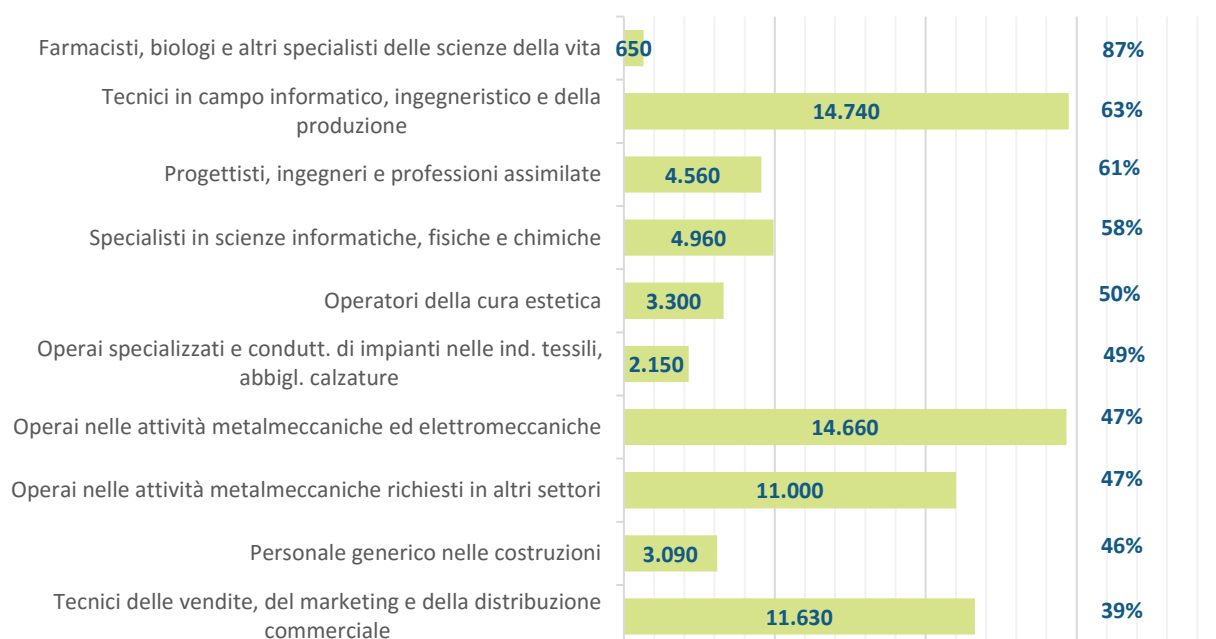 Farmacisti, biologi e altri specialisti delle scienze della vita 650 87%
Tecnici in campo informatico, ingegneristico e della
produzione 14.740 63%
Progettisti, ingegneri e professioni assimilate 4.560 61%
Specialisti in scienze informatiche, fisiche e chimiche 4.960 58%
Operatori della cura estetica 3.300 50%
Operai specializzati e condutt. di impianti nelle ind. tessili,
abbigl. calzature 2.150 49%
Operai nelle attività metalmeccaniche ed elettromeccaniche 14.660 47%
Operai nelle attività metalmeccaniche richiesti in altri settori 11.000 47%
Personale generico nelle costruzioni 3.090 46%
Tecnici delle vendite, del marketing e della distribuzione
commerciale 11.630 39%